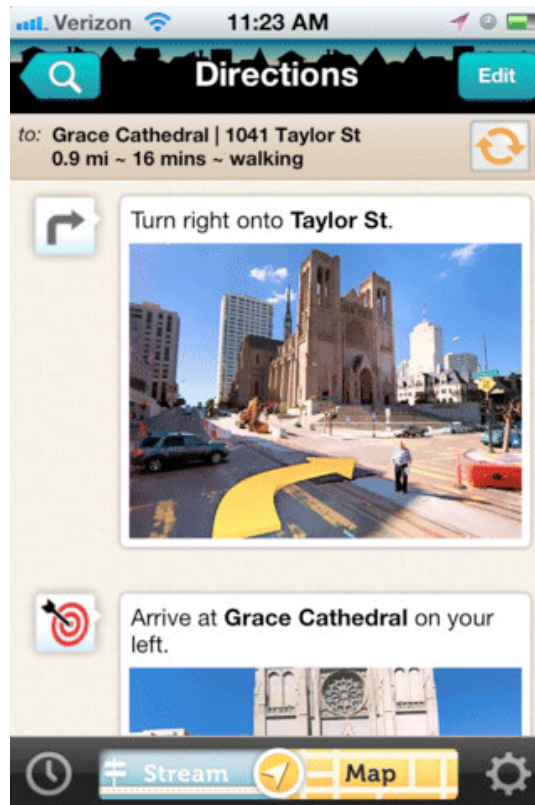 Verizon 11:23 AM
Directions
Edit
to: Grace Cathedral | 1041 Taylor St
0.9 mi ~ 16 mins ~ walking
Turn right onto Taylor St.
Arrive at Grace Cathedral on your
left.
Stream
Map